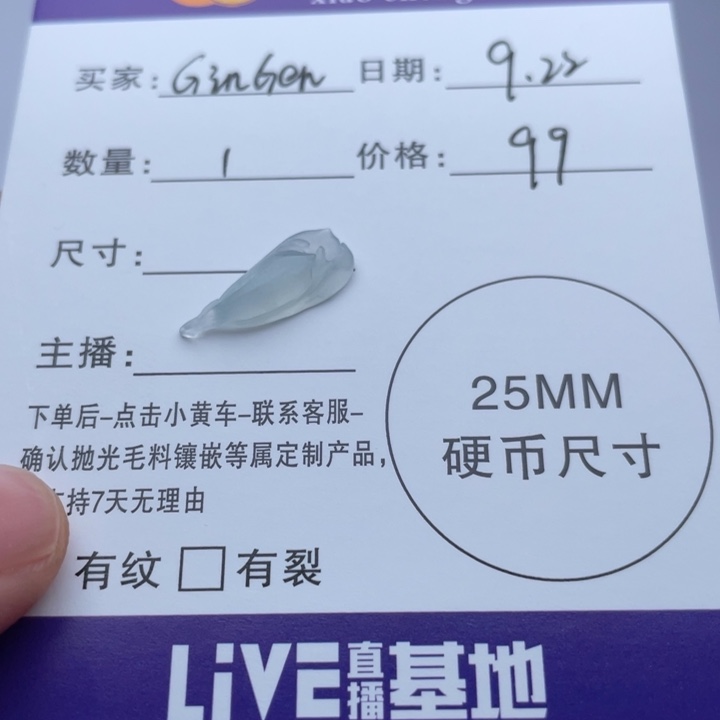 买家: GinGen 日期: 9.22
数量: 1 价格: 99
尺寸:
主播:
25MM
硬币尺寸
下单后-点击小黄车-联系客服-
确认抛光毛料镶嵌等属定制产品,
持7天无理由
有纹 □ 有裂
LiVE直播基地